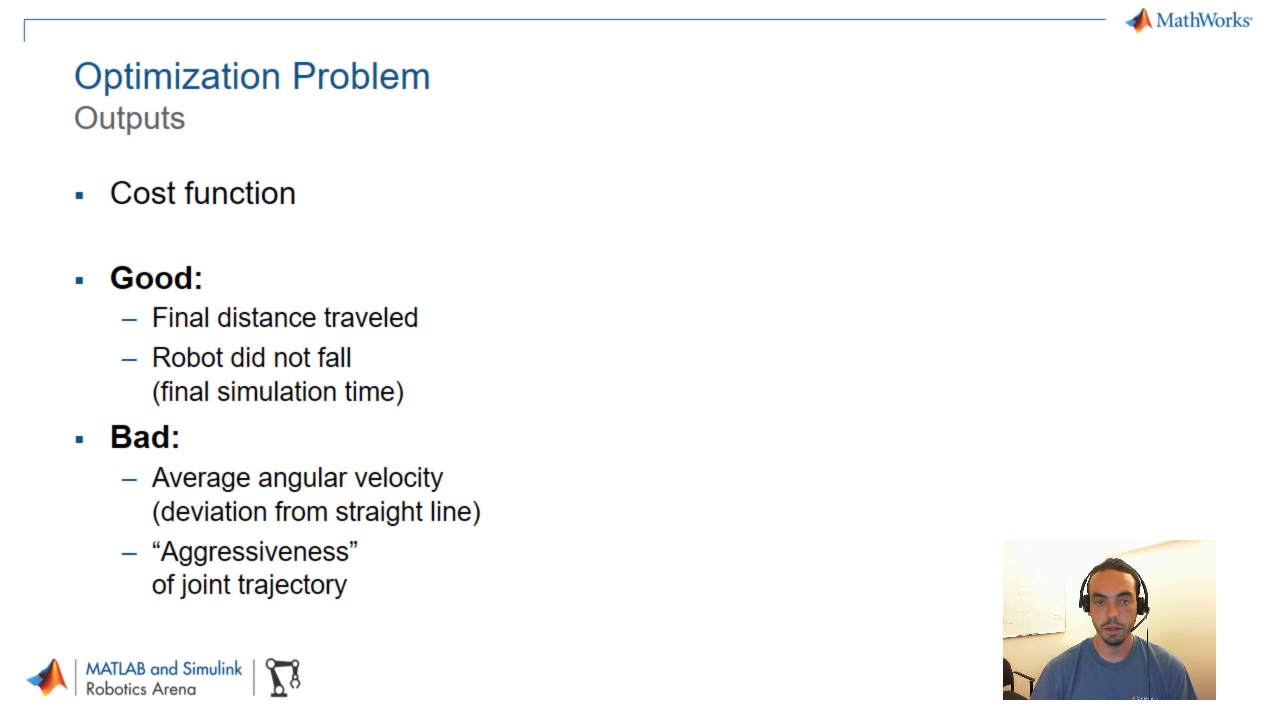 MathWorks
Optimization Problem
Outputs
Cost function
Good:
– Final distance traveled
– Robot did not fall
(final simulation time)
Bad:
– Average angular velocity
(deviation from straight line)
– “Aggressiveness”
of joint trajectory
MATLAB and Simulink
Robotics Arena